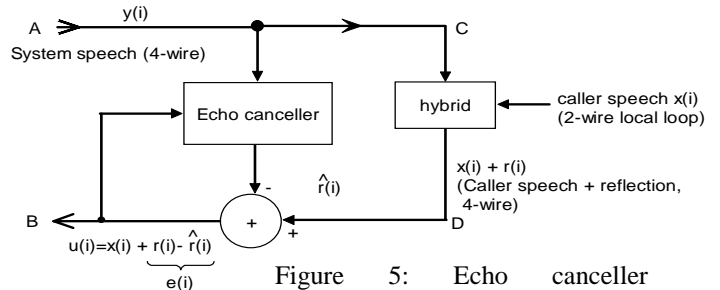 y(i)
A
C
System speech (4-wire)
Echo canceller
hybrid
caller speech x(i)
(2-wire local loop)
-
r̂(i)
x(i) + r(i)
(Caller speech + reflection,
4-wire)
+
+
B
D
u(i)=x(i) + r(i)- r̂(i)
e(i)
Figure 5: Echo canceller